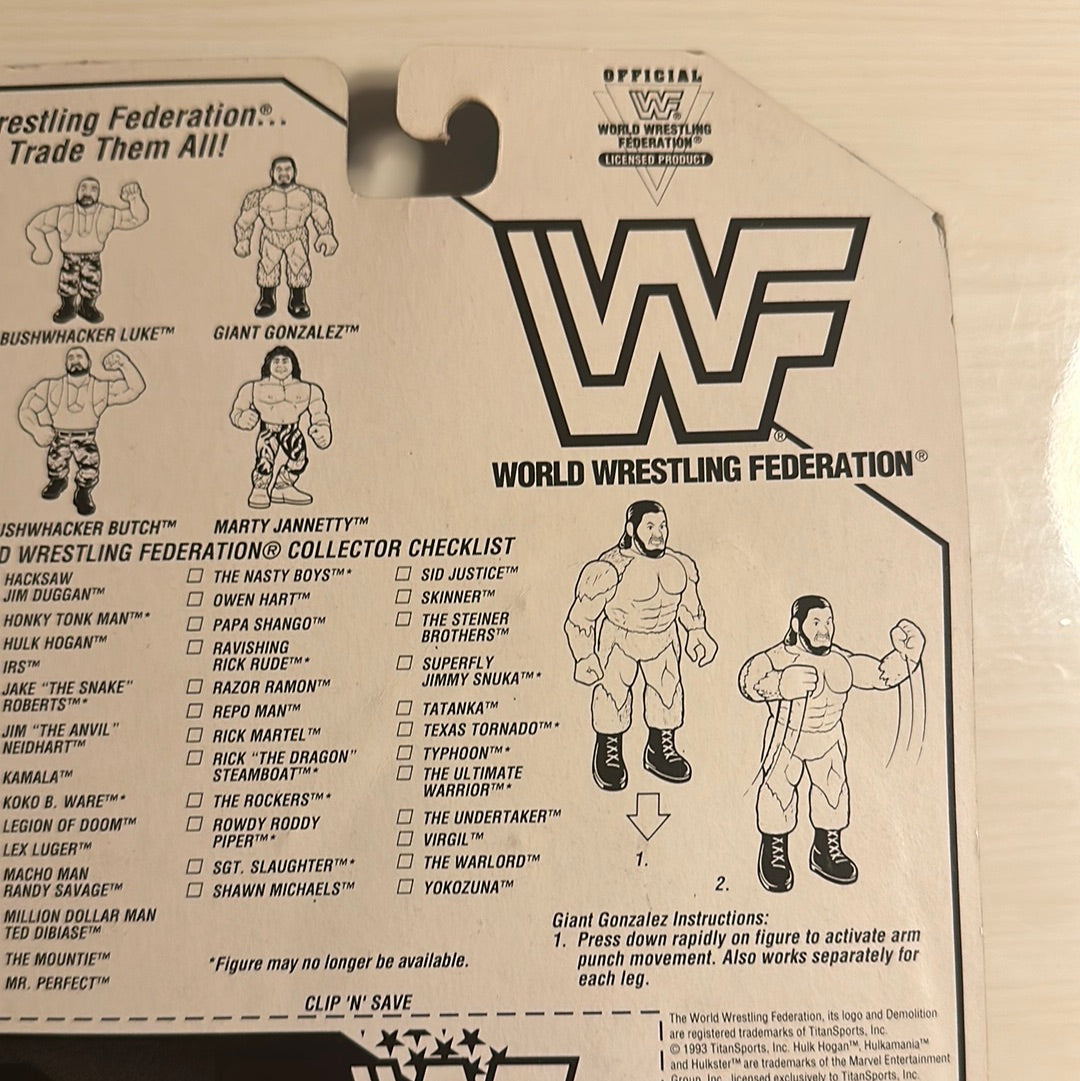 Wrestling Federation®...
Trade Them All!
BUSHWHACKER LUKE™
GIANT GONZALEZ™
BUTCH™
MARTY JANNETTY™
WRESTLING FEDERATION® COLLECTOR CHECKLIST
HACKSAW
JIM DUGGAN™
HONKY TONK MAN™*
HULK HOGAN™
IRS™
JAKE "THE SNAKE"
ROBERTS™*
JIM "THE ANVIL"
NEIDHART™
KAMALA™
KOKO B. WARE™*
LEGION OF DOOM™
LEX LUGER™
MACHO MAN
RANDY SAVAGE™
MILLION DOLLAR MAN
TED DIBIASE™
THE MOUNTIE™
MR. PERFECT™
THE NASTY BOYS™*
OWEN HART™
PAPA SHANGO™
RAVISHING
RICK RUDE™*
RAZOR RAMON™
REPO MAN™
RICK MARTEL™
RICK "THE DRAGON"
STEAMBOAT™*
THE ROCKERS™*
ROWDY RODDY
PIPER™*
SGT. SLAUGHTER™*
SHAWN MICHAELS™
SID JUSTICE™
SKINNER™
THE STEINER
BROTHERS™
SUPERFLY
JIMMY SNUKA™*
TATANKA™
TEXAS TORNADO™*
TYPHOON™*
THE ULTIMATE
WARRIOR™*
THE UNDERTAKER™
VIRGIL™
THE WARLORD™
YOKOZUNA™
*Figure may no longer be available.
CLIP 'N' SAVE
OFFICIAL
WF®
WORLD WRESTLING
FEDERATION®
LICENSED PRODUCT
WF®
WORLD WRESTLING FEDERATION®
1.
2.
Giant Gonzalez Instructions:
1. Press down rapidly on figure to activate arm
punch movement. Also works separately for
each leg.
The World Wrestling Federation, its logo and Demolition
are registered trademarks of TitanSports, Inc.
© 1993 TitanSports, Inc. Hulk Hogan™, Hulkamania™
and Hulkster™ are trademarks of the Marvel Entertainment
Group, Inc., licensed exclusively to TitanSports, Inc.